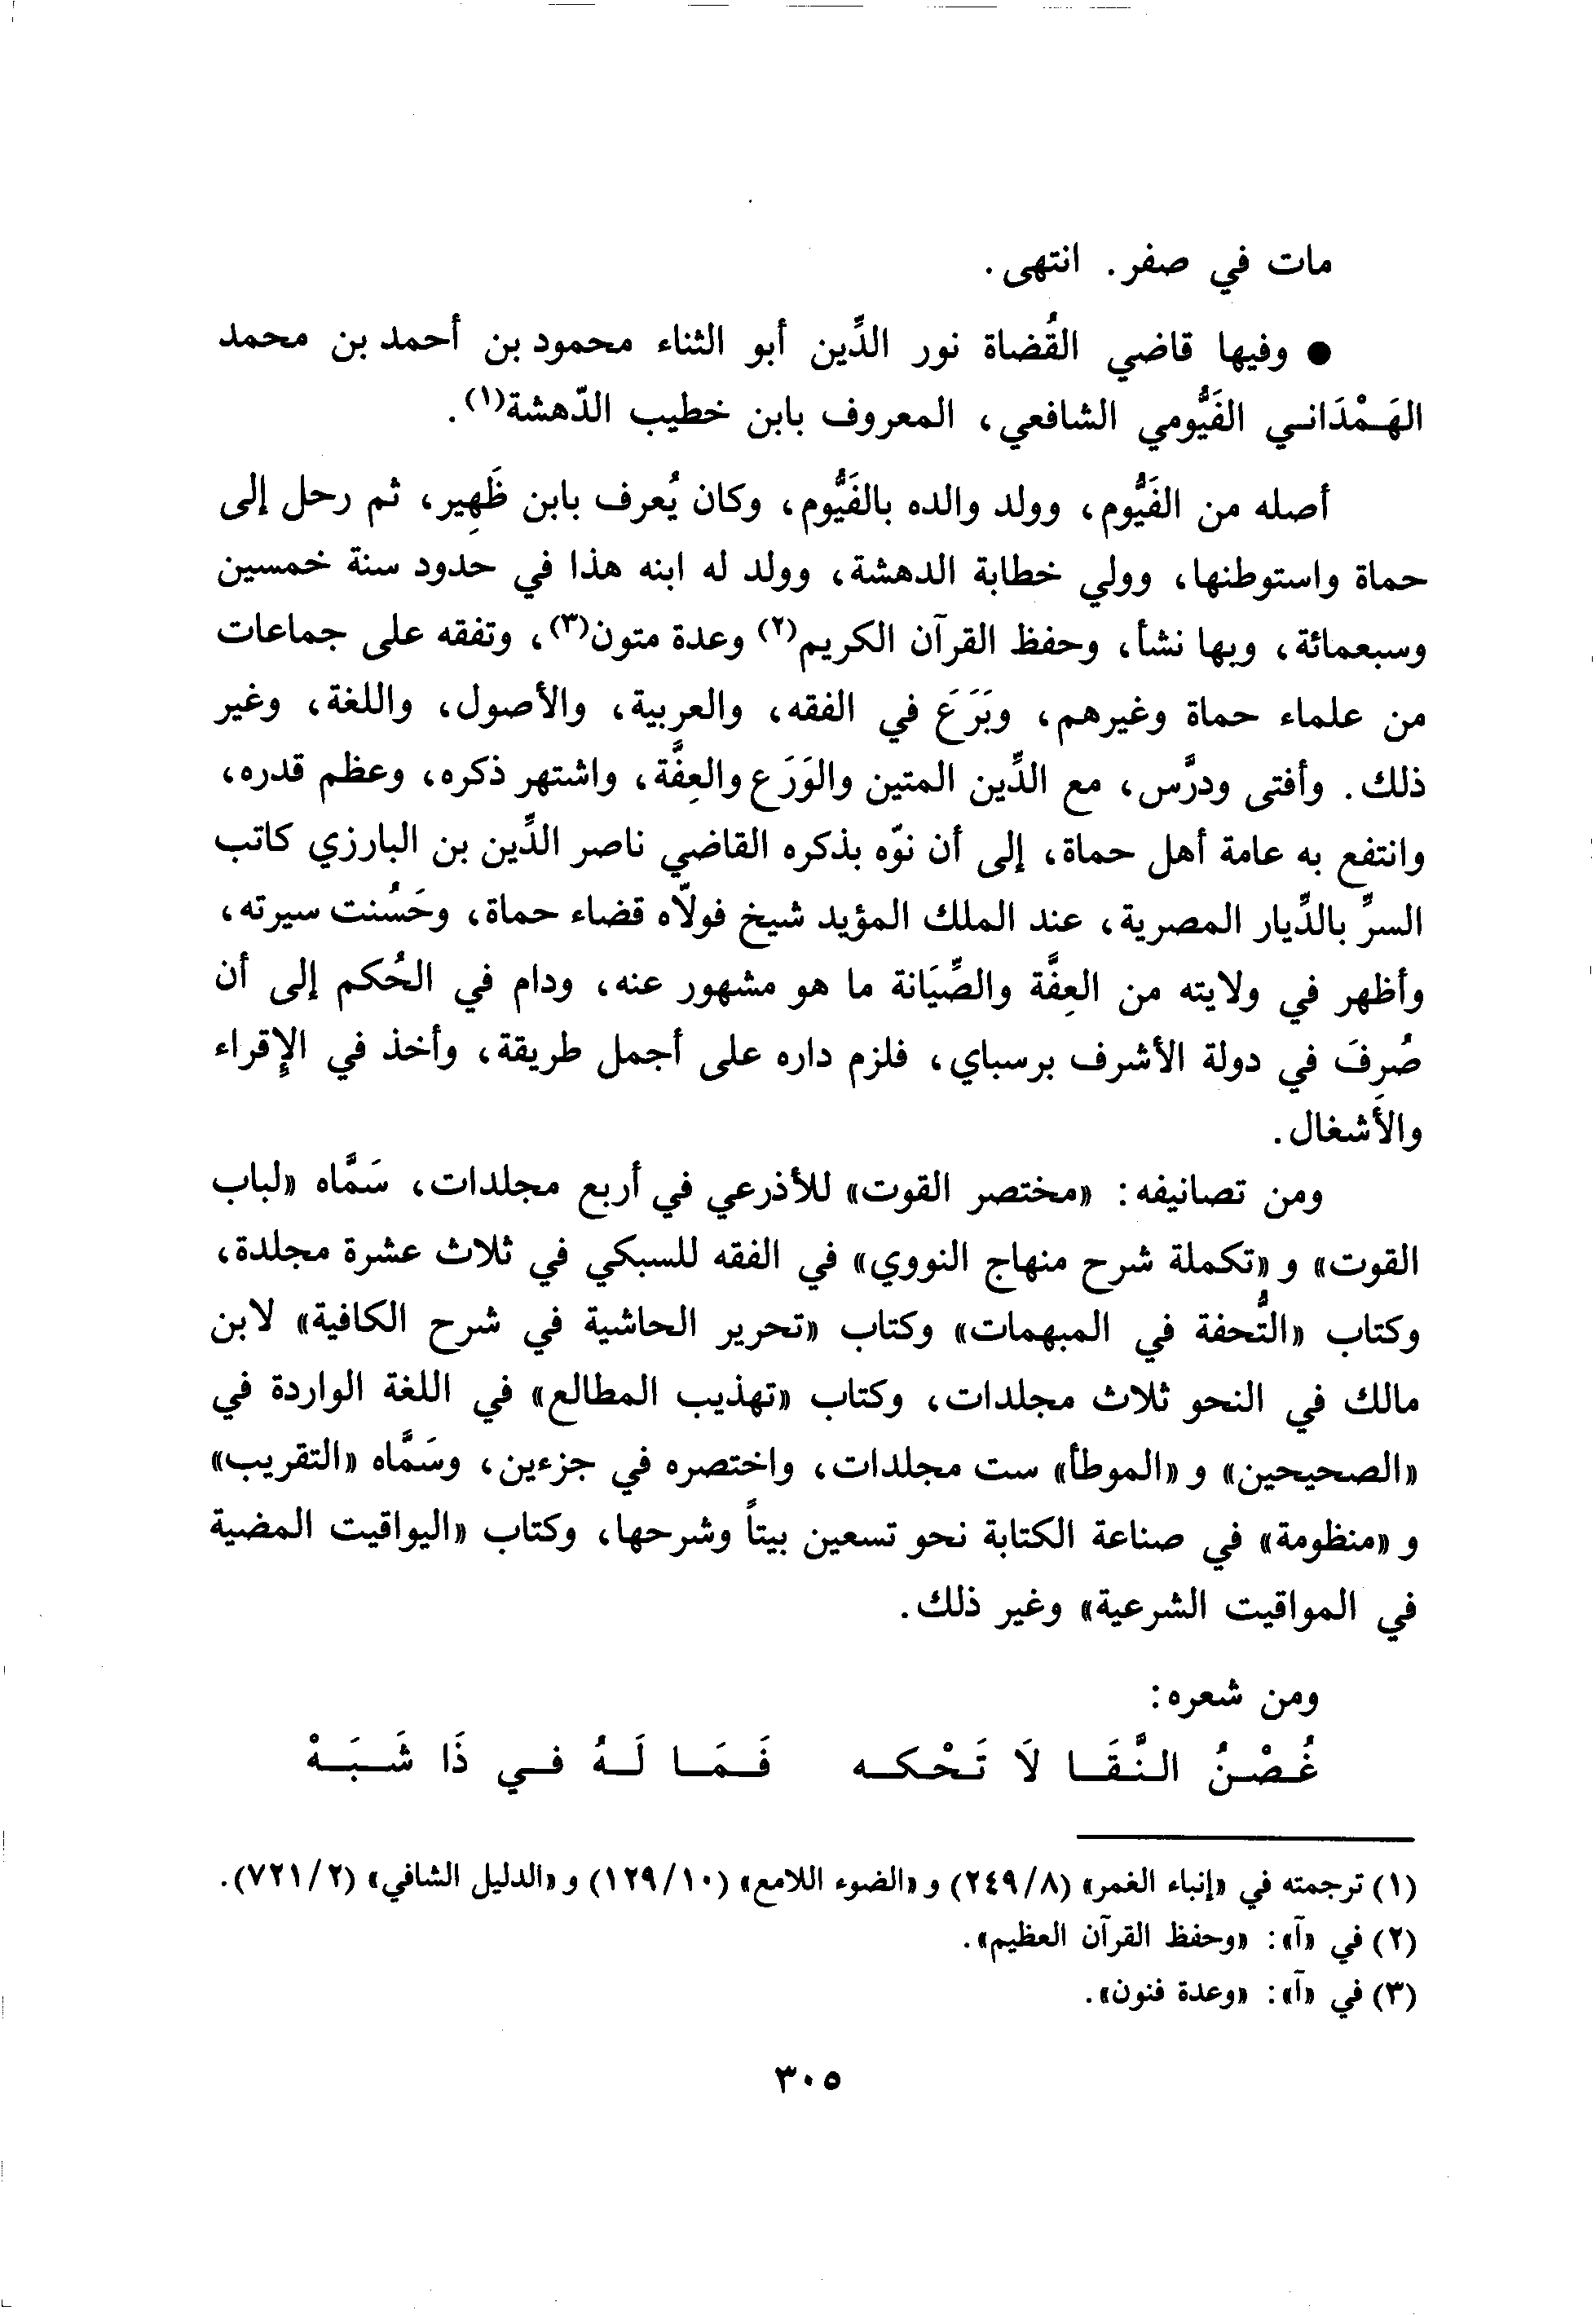 مات في صفر. انتهى.
● وفيها قاضي القُضاة نور الدِّين أبو الثناء محمود بن أحمد بن محمد
الهَمْدَاني الفَيُّومي الشافعي، المعروف بابن خطيب الدّهشة(١).
أصله من الفَيُّوم، وولد والده بالفَيُّوم، وكان يُعرف بابن ظَهِير، ثم رحل إلى
حماة واستوطنها، وولي خطابة الدهشة، وولد له ابنه هذا في حدود سنة خمسين
وسبعمائة، وبها نشأ، وحفظ القرآن الكريم(٢) وعدة متون(٣)، وتفقه على جماعات
من علماء حماة وغيرهم، وبَرَعَ في الفقه، والعربية، والأصول، واللغة، وغير
ذلك. وأفتى ودرَّس، مع الدِّين المتين والوَرَع والعِفَّة، واشتهر ذكره، وعظم قدره،
وانتفع به عامة أهل حماة، إلى أن نوّه بذكره القاضي ناصر الدِّين بن البارزي كاتب
السرِّ بالدِّيار المصرية، عند الملك المؤيد شيخ فولاّه قضاء حماة، وحَسُنت سيرته،
وأظهر في ولايته من العِفَّة والصِّيَانة ما هو مشهور عنه، ودام في الحُكم إلى أن
صُرِفَ في دولة الأشرف برسباي، فلزم داره على أجمل طريقة، وأخذ في الإِقراء
والأَشغال.
ومن تصانيفه: «مختصر القوت» للأذرعي في أربع مجلدات، سَمَّاه «لباب
القوت» و «تكملة شرح منهاج النووي» في الفقه للسبكي في ثلاث عشرة مجلدة،
وكتاب «التُّحفة في المبهمات» وكتاب «تحرير الحاشية في شرح الكافية» لابن
مالك في النحو ثلاث مجلدات، وكتاب «تهذيب المطالع» في اللغة الواردة في
«الصحيحين» و «الموطأ» ست مجلدات، واختصره في جزءين، وسَمَّاه «التقريب»
و «منظومة» في صناعة الكتابة نحو تسعين بيتاً وشرحها، وكتاب «اليواقيت المضية
في المواقيت الشرعية» وغير ذلك.
ومن شعره:
غُصْنُ النَّقَا لاَ تَحْكه فَمَا لَهُ في ذَا شَبَهْ
(١) ترجمته في «إنباء الغمر» (٢٤٩/٨) و «الضوء اللامع» (١٢٩/١٠) و «الدليل الشافي» (٧٢١/٢).
(٢) في «آ»: «وحفظ القرآن العظيم».
(٣) في «آ»: «وعدة فنون».
٣٠٥